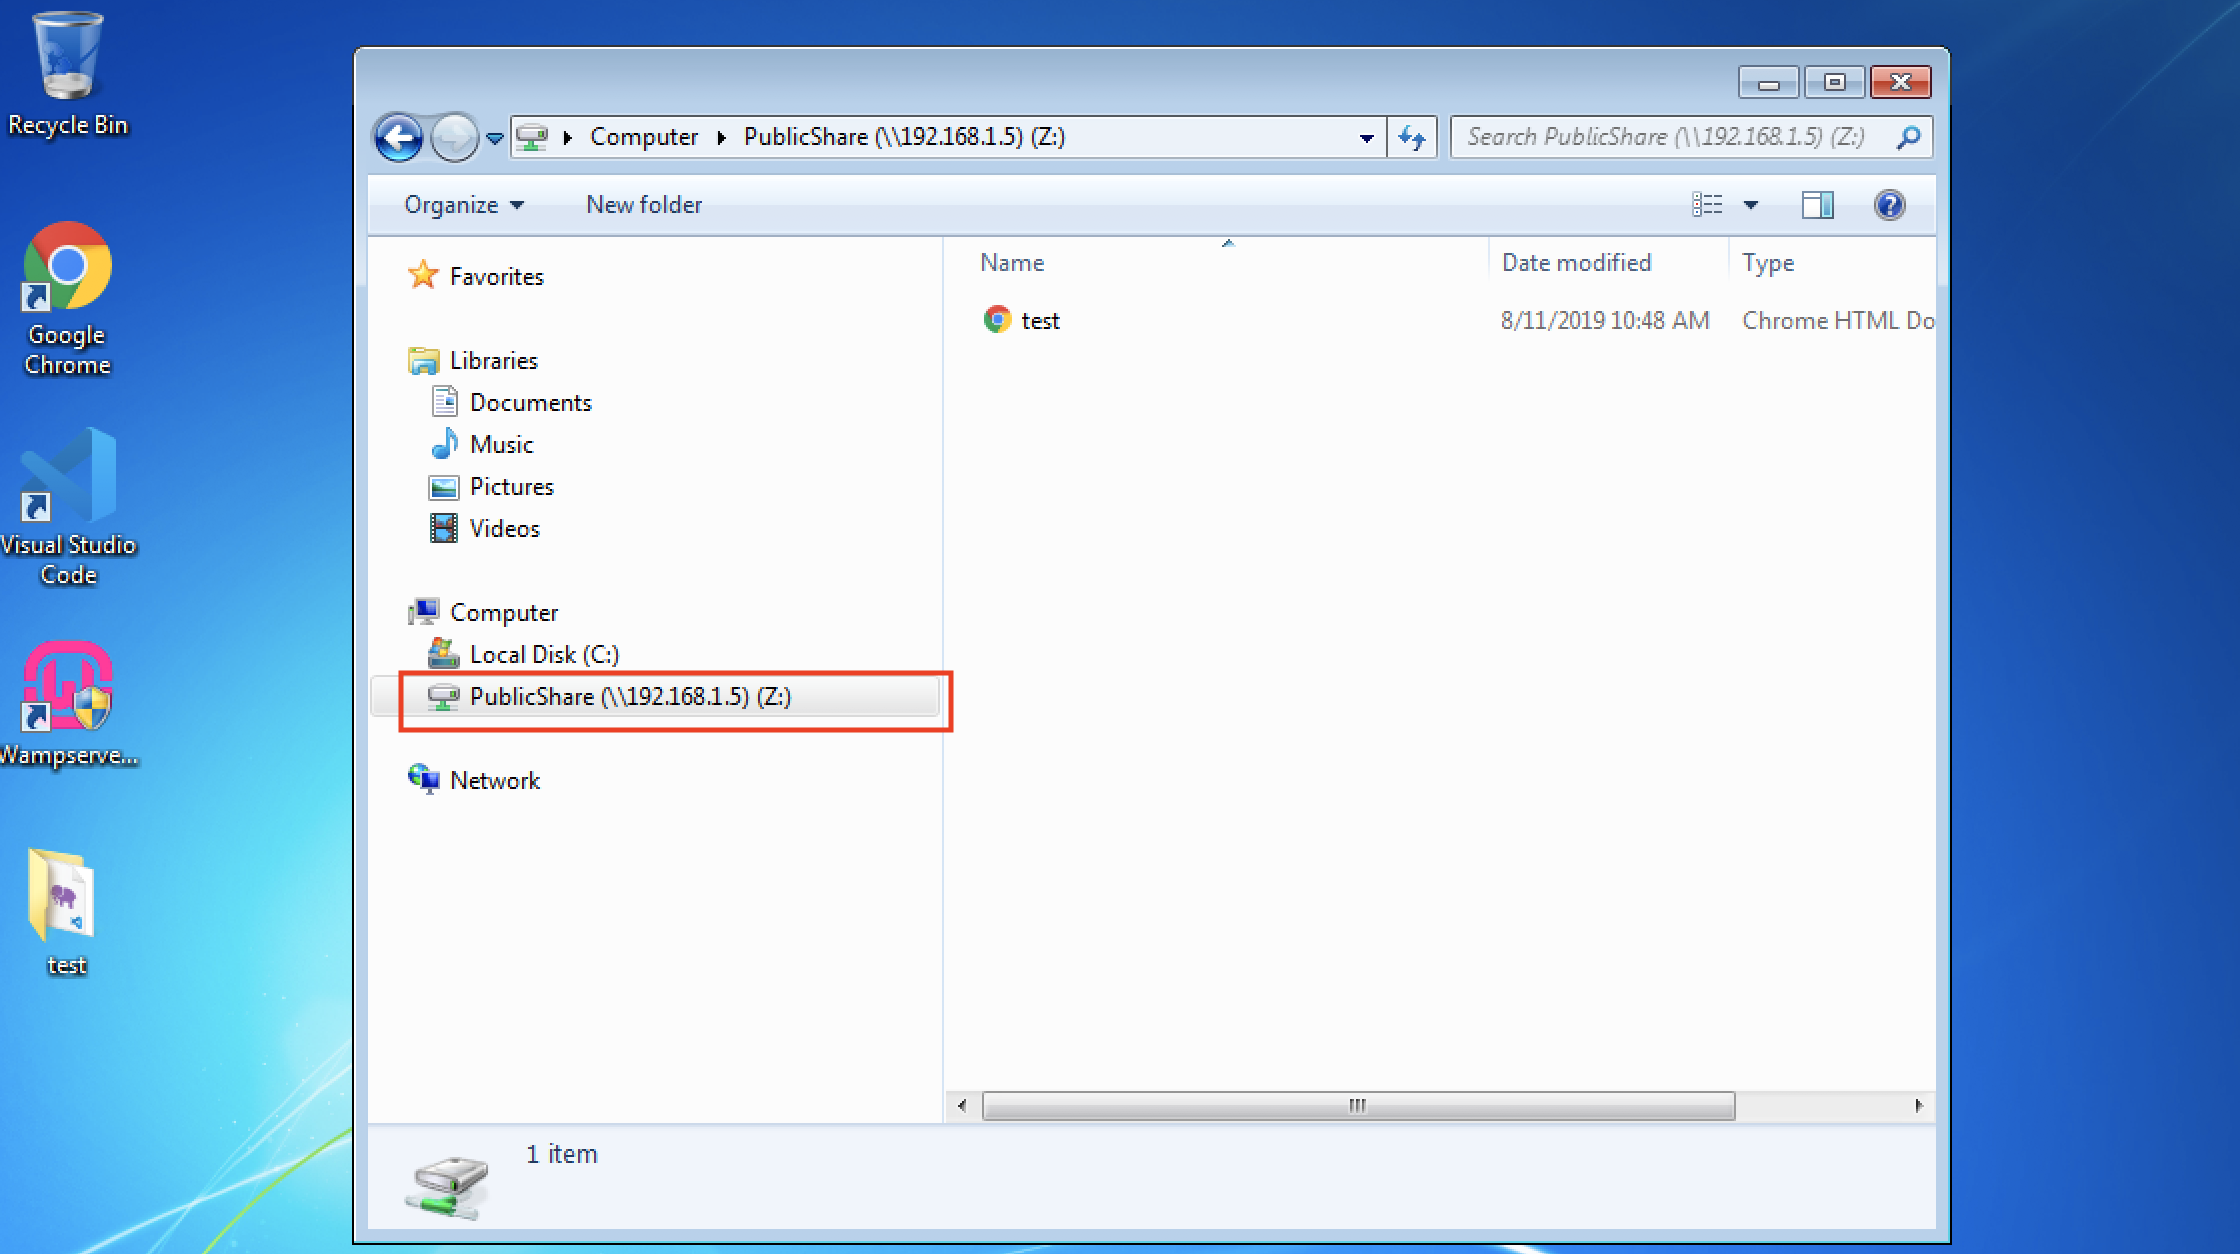 Recycle Bin
Google
Chrome
Visual Studio
Code
Wampserve...
test
Computer PublicShare (\\192.168.1.5) (Z:)
Search PublicShare (\\192.168.1.5) (Z:)
Organize New folder
Favorites
Libraries
Documents
Music
Pictures
Videos
Computer
Local Disk (C:)
PublicShare (\\192.168.1.5) (Z:)
Network
Name Date modified Type
test 8/11/2019 10:48 AM Chrome HTML Do
1 item